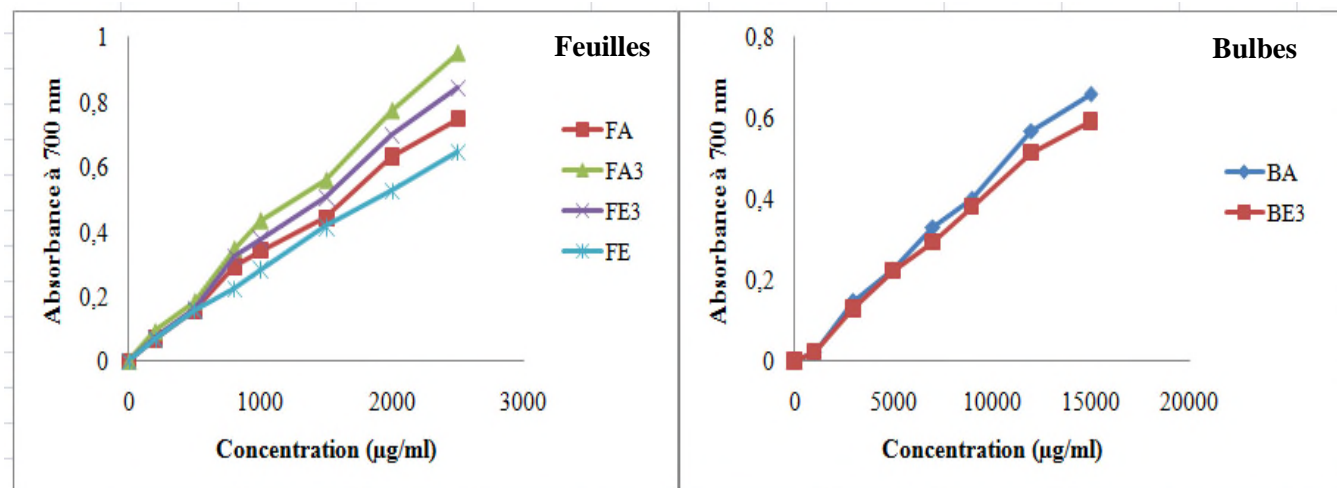 Feuilles
Absorbance à 700 nm
1
0,8
0,6
0,4
0,2
0
0 1000 2000 3000
Concentration (µg/ml)
FA
FA3
FE3
FE
Bulbes
Absorbance à 700 nm
0,8
0,6
0,4
0,2
0
0 5000 10000 15000 20000
Concentration (µg/ml)
BA
BE3